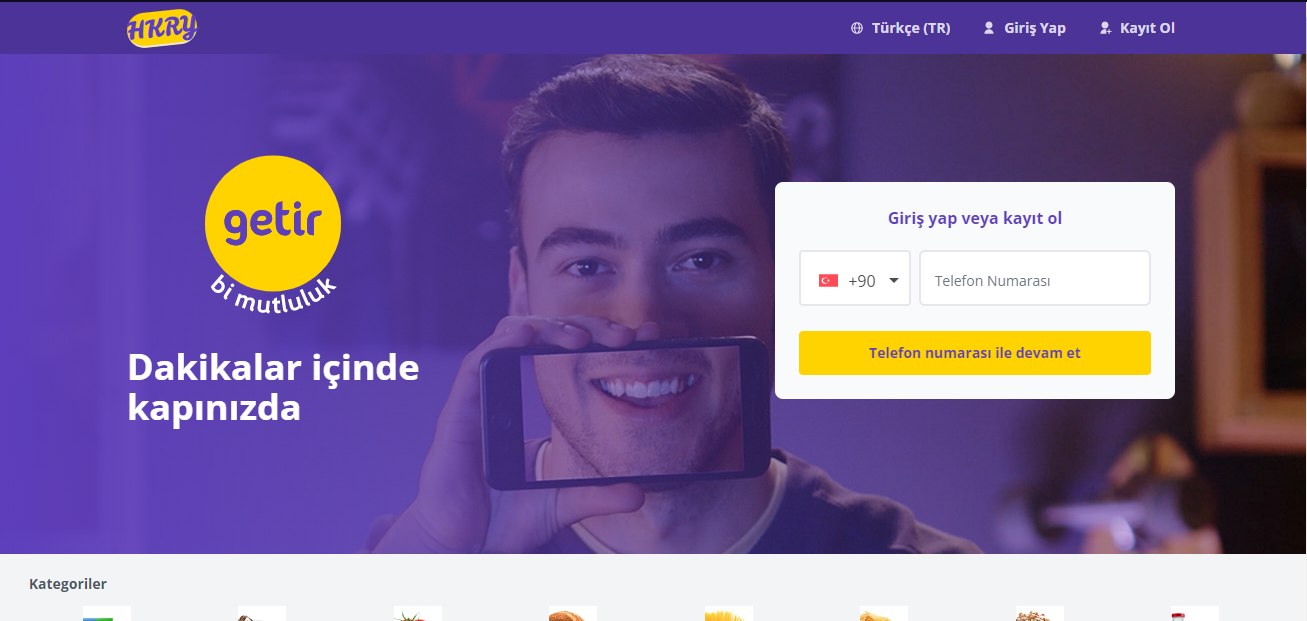 HKRY
Türkçe (TR)
Giriş Yap
Kayıt Ol
getir
bi mutluluk
Dakikalar içinde
kapınızda
Giriş yap veya kayıt ol
+90
Telefon Numarası
Telefon numarası ile devam et
Kategoriler